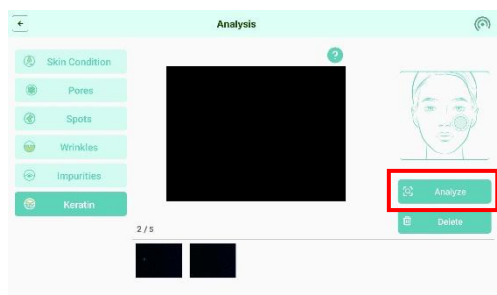 Analysis
?
Skin Condition
Pores
Spots
Wrinkles
Impurities
Keratin
Analyze
Delete
2 / 5